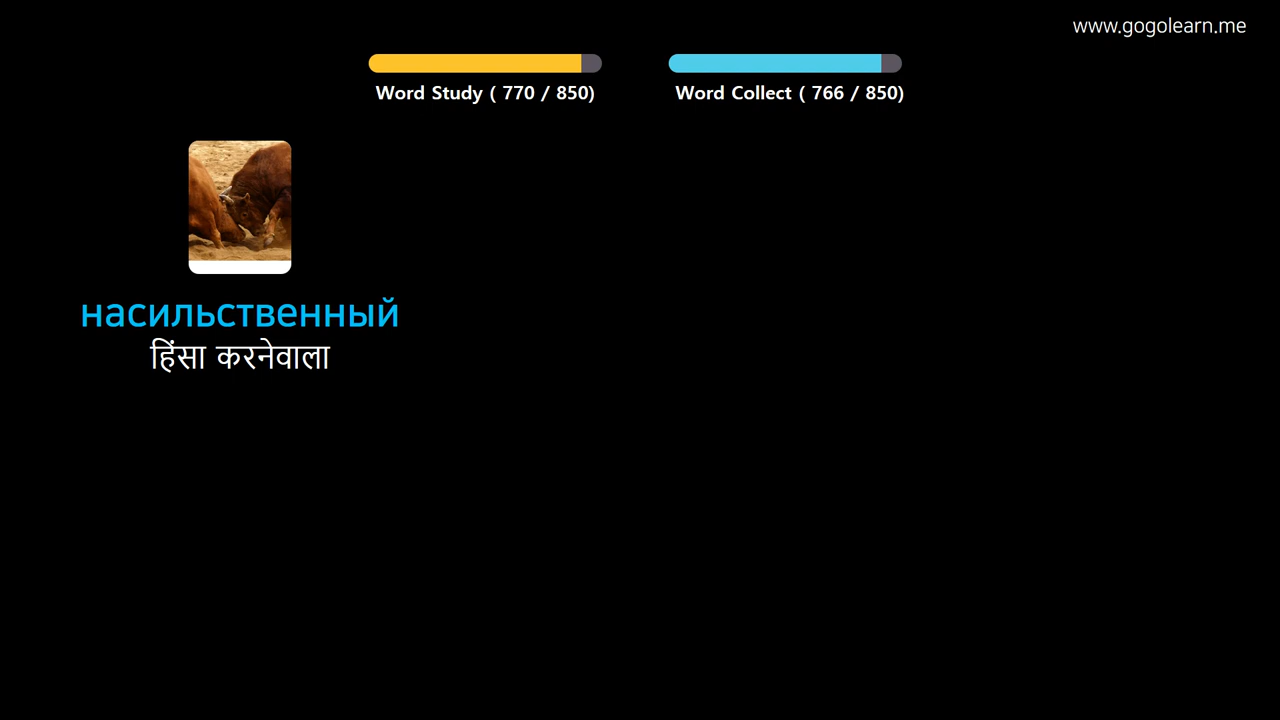 www.gogolearn.me
Word Study ( 770 / 850)
Word Collect ( 766 / 850)
насильственный
हिंसा करनेवाला